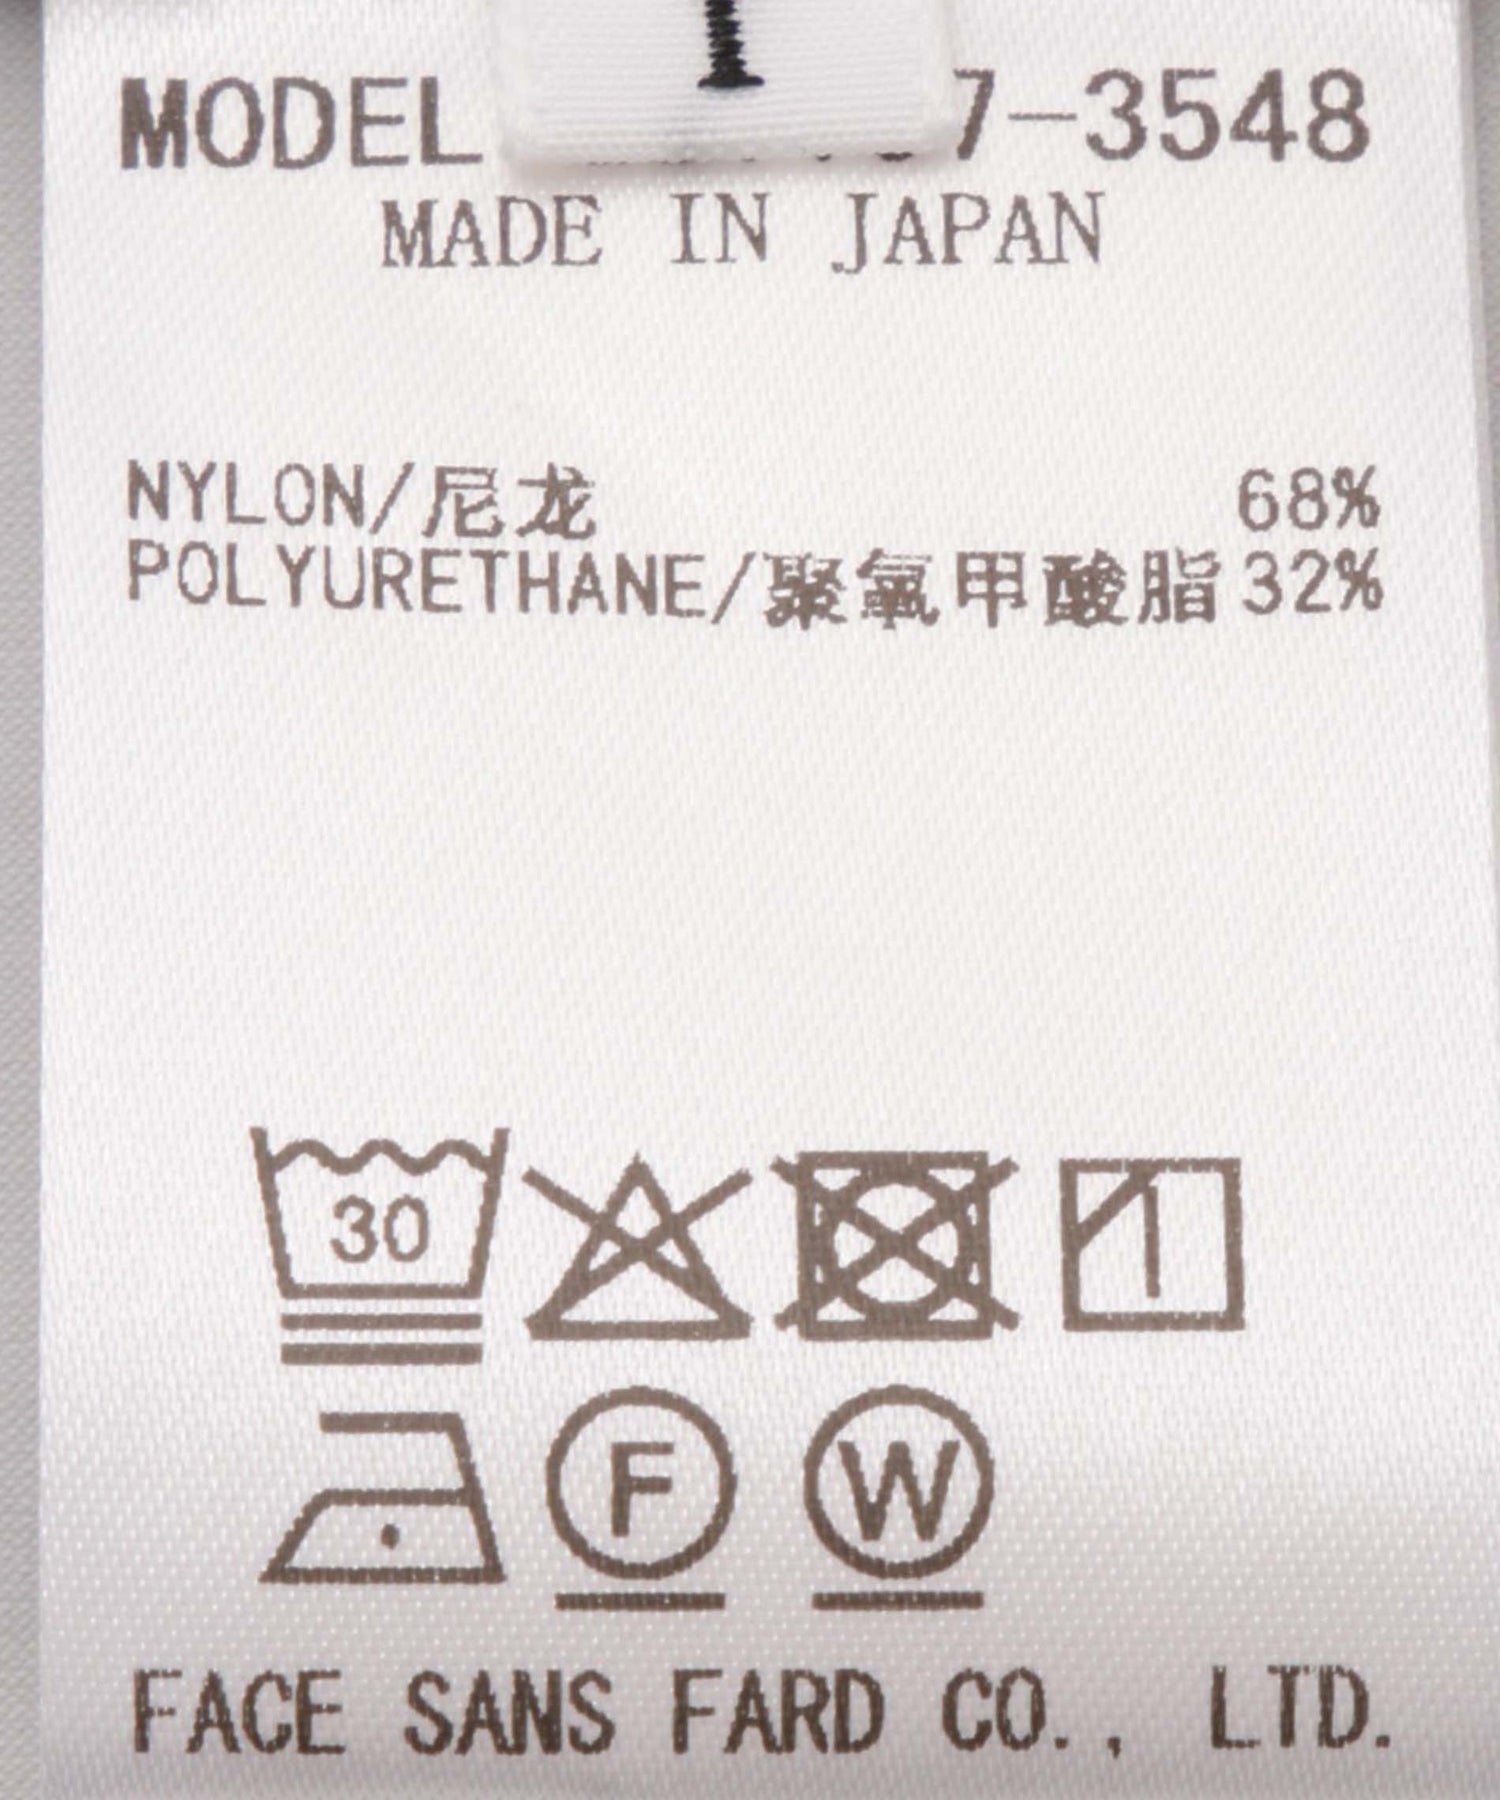 MODEL 7-3548
MADE IN JAPAN
NYLON/尼龙 68%
POLYURETHANE/聚氨甲酸脂 32%
30
F W
FACE SANS FARD CO., LTD.